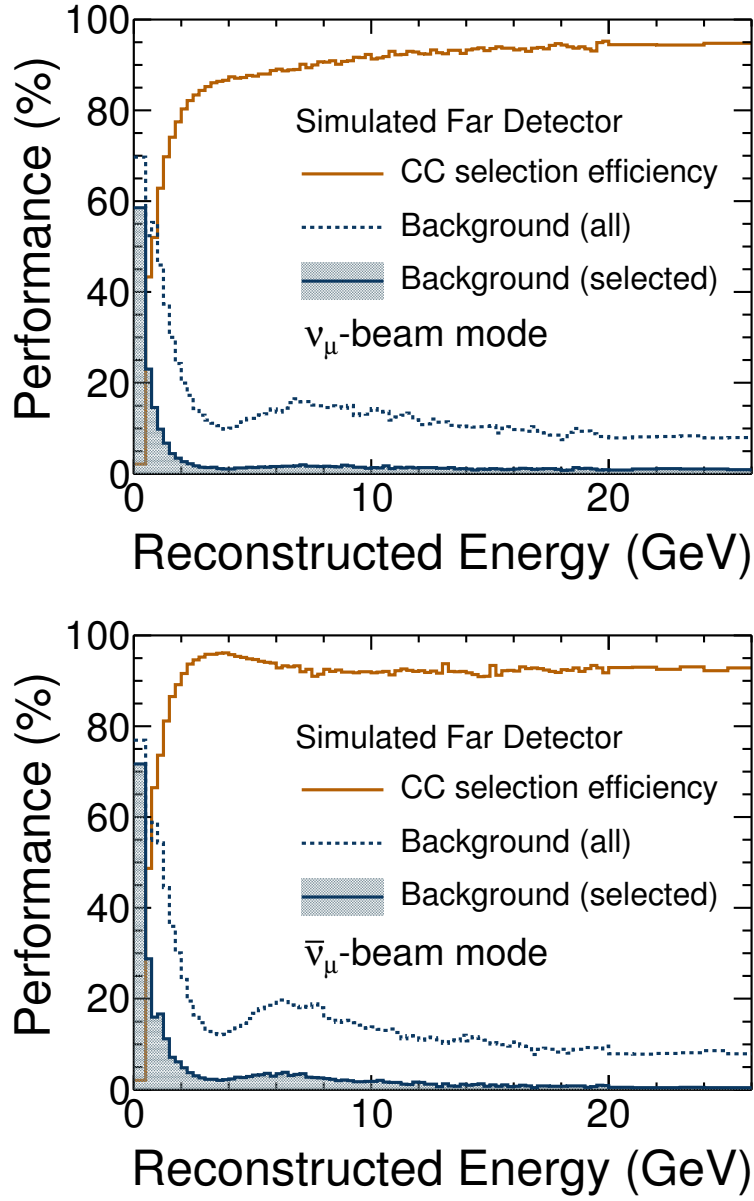 100
80
60
40
20
0
Performance (%)
Simulated Far Detector
CC selection efficiency
Background (all)
Background (selected)
νμ-beam mode
0 10 20
Reconstructed Energy (GeV)
100
80
60
40
20
0
Performance (%)
Simulated Far Detector
CC selection efficiency
Background (all)
Background (selected)
ν̅μ-beam mode
0 10 20
Reconstructed Energy (GeV)